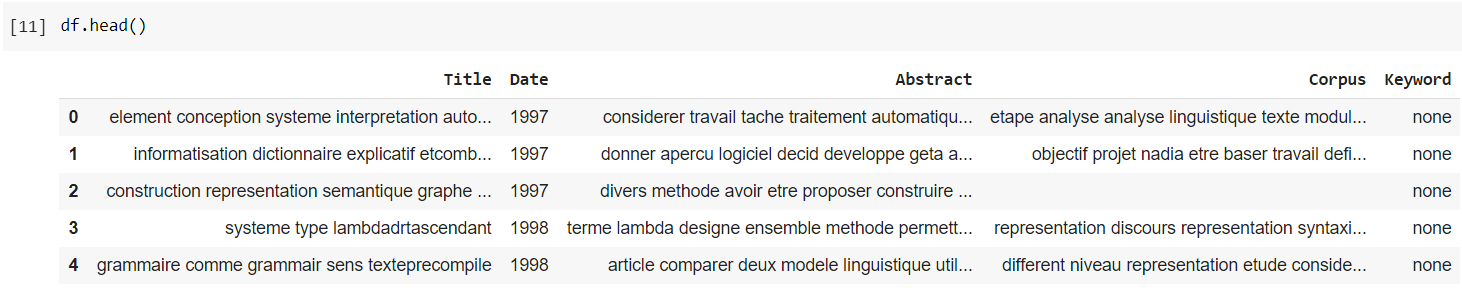 [11] df.head()
Title Date Abstract Corpus Keyword
0 element conception systeme interpretation auto... 1997 considerer travail tache traitement automatiqu... etape analyse analyse linguistique texte modul... none
1 informatisation dictionnaire explicatif etcomb... 1997 donner apercu logiciel decid developpe geta a... objectif projet nadia etre baser travail defi... none
2 construction representation semantique graphe ... 1997 divers methode avoir etre proposer construire ... none
3 systeme type lambdadrtascendant 1998 terme lambda designe ensemble methode permett... representation discours representation syntaxi... none
4 grammaire comme grammair sens texteprecompile 1998 article comparer deux modele linguistique util... different niveau representation etude conside... none